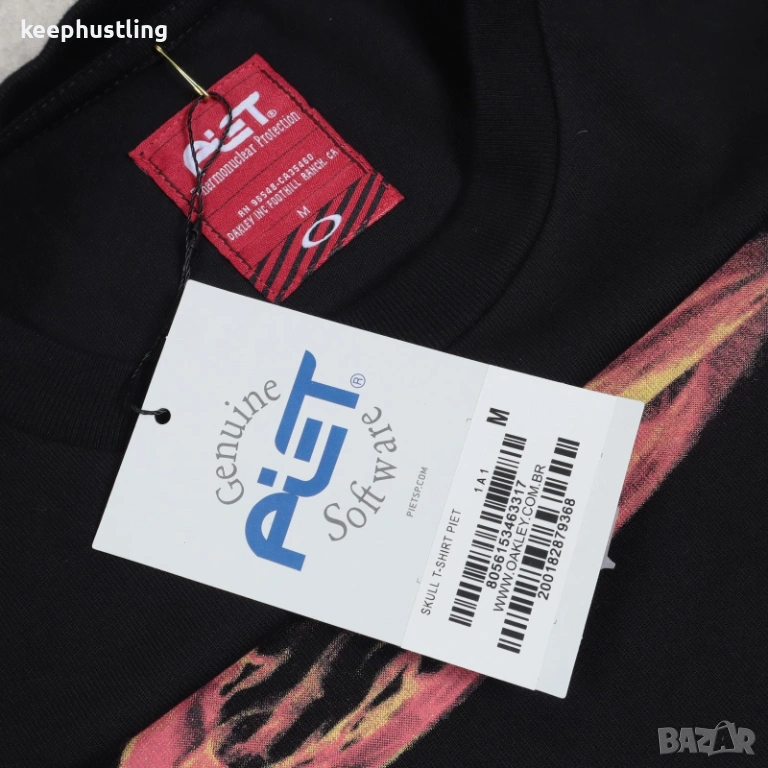 keephustling
PIET®
Thermonuclear Protection
RN 96548-CA35460
OAKLEY INC FOOTHILL RANCH, CA
M
Genuine
PIET®
Software
PIETSP.COM
SKULL T-SHIRT PIET
1A1
M
8056153463317
WWW.OAKLEY.COM.BR
200182879368
BAZAR